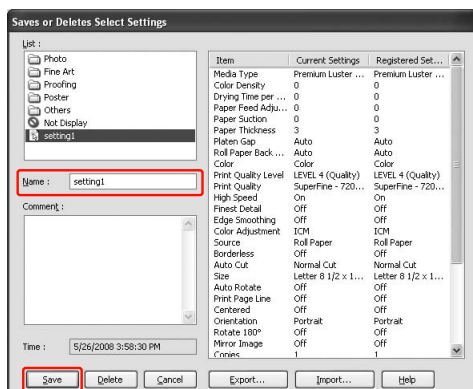 Saves or Deletes Select Settings
List :
Photo
Fine Art
Proofing
Poster
Others
Not Display
setting1
Name : setting1
Comment :
Time : 5/26/2008 3:58:30 PM
Item Current Settings Registered Set...
Media Type Premium Luster ... Premium Luster ...
Color Density 0 0
Drying Time per ... 0 0
Paper Feed Adju... 0 0
Paper Suction 0 0
Paper Thickness 3 3
Platen Gap Auto Auto
Roll Paper Back ... Auto Auto
Color Color Color
Print Quality Level LEVEL 4 (Quality) LEVEL 4 (Quality)
Print Quality SuperFine - 720... SuperFine - 720...
High Speed On On
Finest Detail Off Off
Edge Smoothing Off Off
Color Adjustment ICM ICM
Source Roll Paper Roll Paper
Borderless Off Off
Auto Cut Normal Cut Normal Cut
Size Letter 8 1/2 x 1... Letter 8 1/2 x 1...
Auto Rotate Off Off
Print Page Line Off Off
Centered Off Off
Orientation Portrait Portrait
Rotate 180° Off Off
Mirror Image Off Off
Copies 1 1
Save Delete Cancel Export... Import... Help